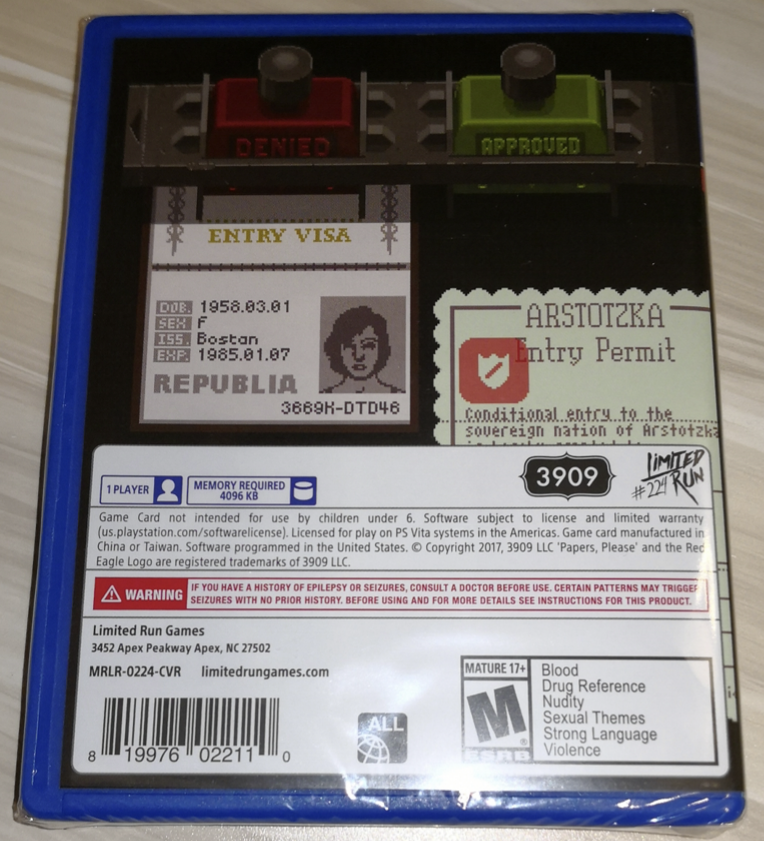 DENIED
APPROVED
ENTRY VISA
DOB. 1958.03.01
SEX F
ISS. Bostan
EXP. 1985.01.07
REPUBLIA
3669K-DTD46
ARSTOTZKA
Entry Permit
Conditional entry to the
sovereign nation of Arstotzka
1 PLAYER
MEMORY REQUIRED
4096 KB
3909
LIMITED
RUN
#224
Game Card not intended for use by children under 6. Software subject to license and limited warranty
(us.playstation.com/softwarelicense). Licensed for play on PS Vita systems in the Americas. Game card manufactured in
China or Taiwan. Software programmed in the United States. © Copyright 2017, 3909 LLC 'Papers, Please' and the Red
Eagle Logo are registered trademarks of 3909 LLC.
WARNING
IF YOU HAVE A HISTORY OF EPILEPSY OR SEIZURES, CONSULT A DOCTOR BEFORE USE. CERTAIN PATTERNS MAY TRIGGER
SEIZURES WITH NO PRIOR HISTORY. BEFORE USING AND FOR MORE DETAILS SEE INSTRUCTIONS FOR THIS PRODUCT.
Limited Run Games
3452 Apex Peakway Apex, NC 27502
MRLR-0224-CVR limitedrungames.com
8 19976 02211 0
ALL
MATURE 17+
M
ESRB
Blood
Drug Reference
Nudity
Sexual Themes
Strong Language
Violence